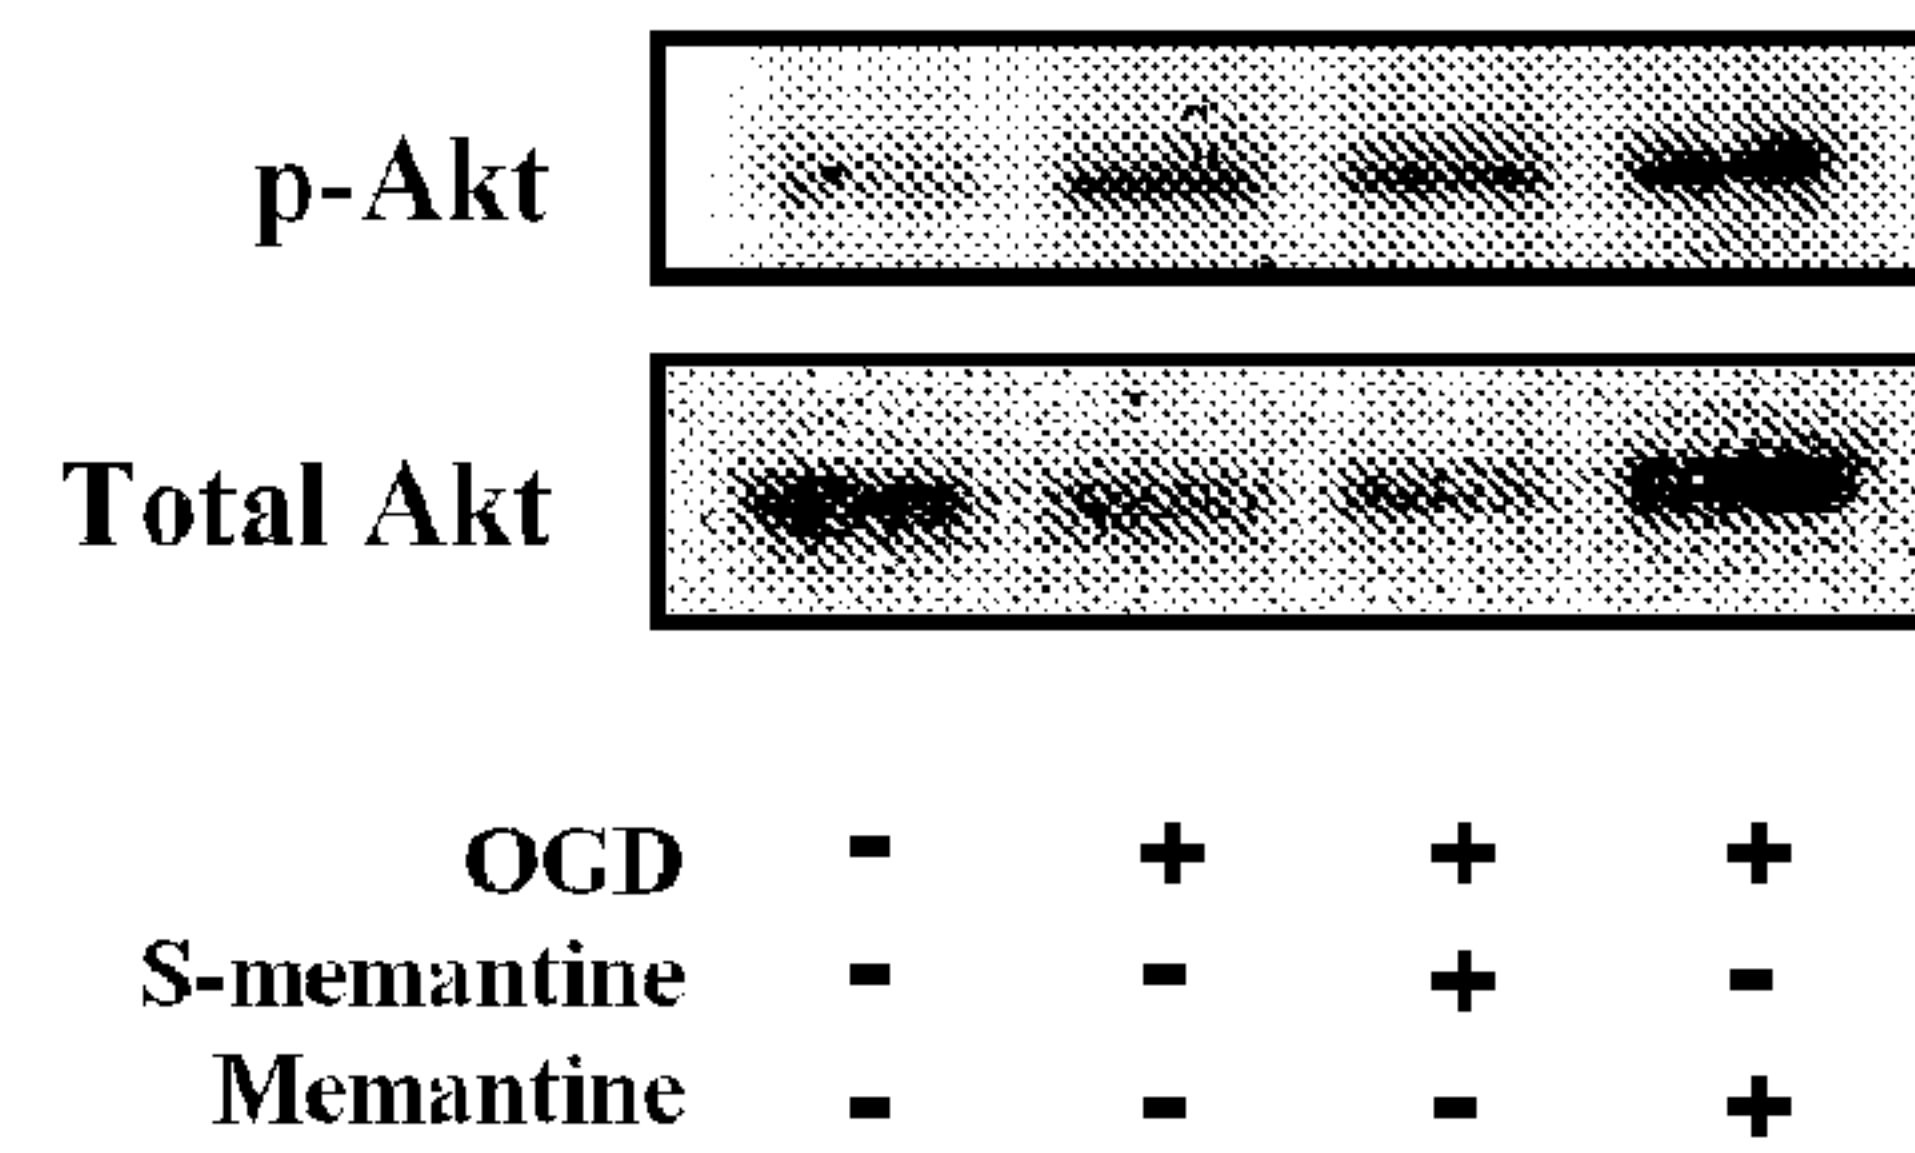 p-Akt
Total Akt
OGD - + + +
S-memantine - - + -
Memantine - - - +